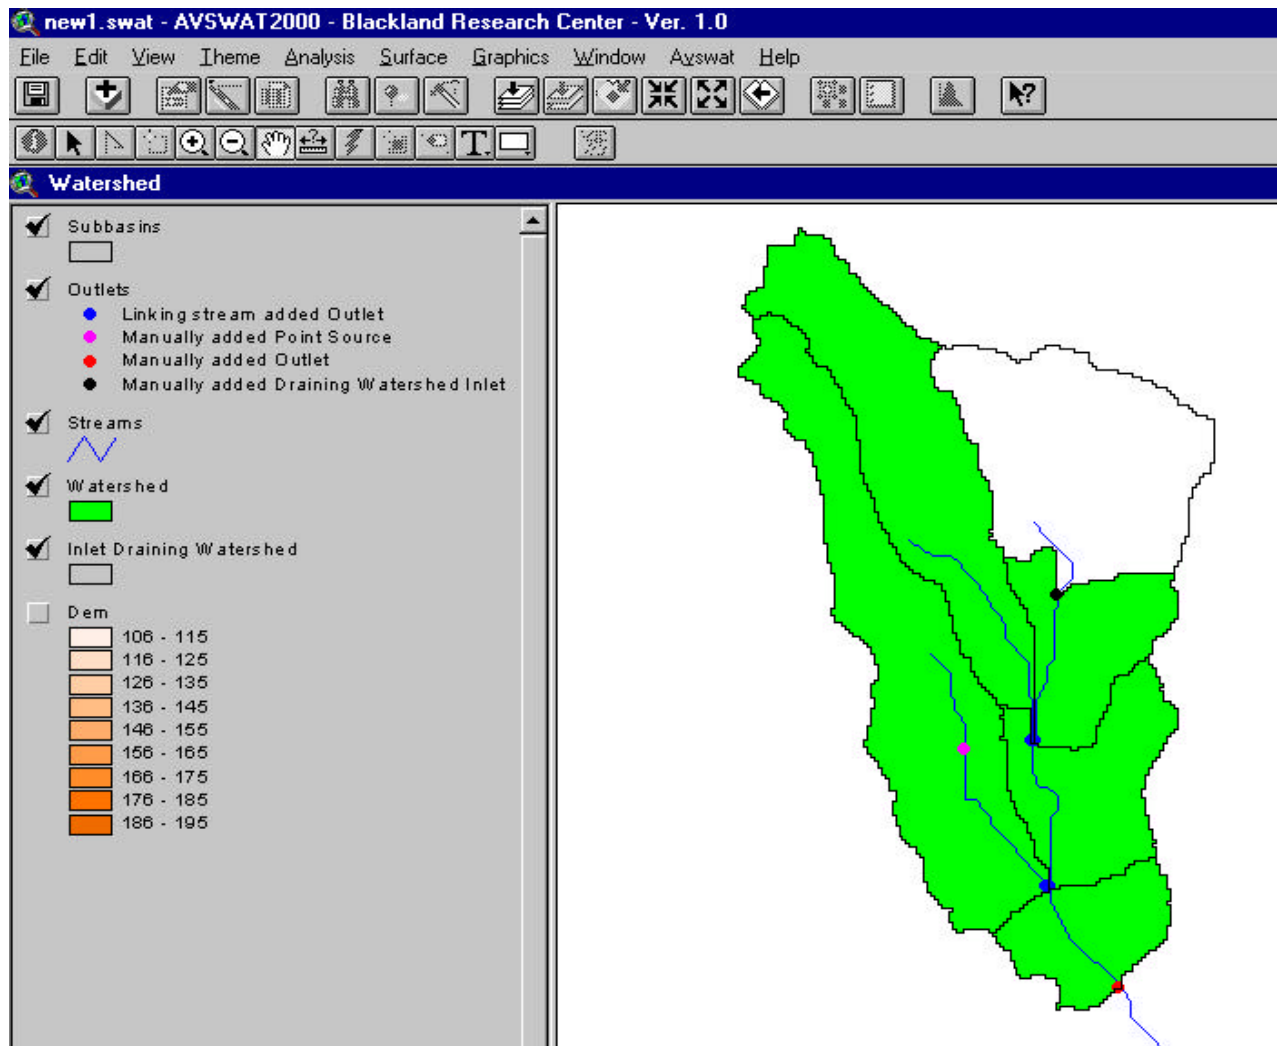 new1.swat - AVSWAT2000 - Blackland Research Center - Ver. 1.0
File Edit View Theme Analysis Surface Graphics Window Avswat Help
T
Watershed
Subbasins
Outlets
Linking stream added Outlet
Manually added Point Source
Manually added Outlet
Manually added Draining Watershed Inlet
Streams
Watershed
Inlet Draining Watershed
Dem
106 - 115
116 - 125
126 - 135
136 - 145
146 - 155
156 - 165
166 - 175
176 - 185
186 - 195